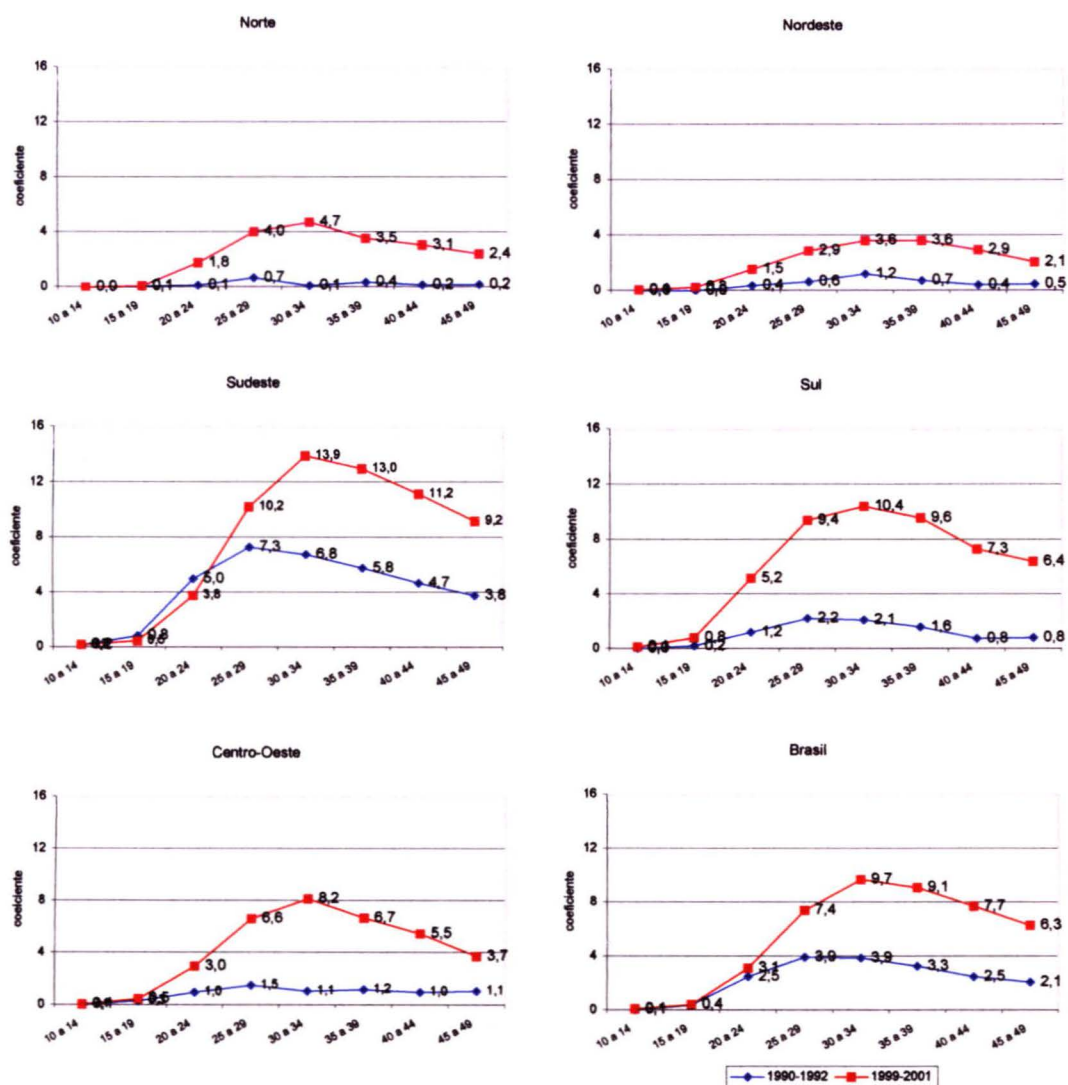 Norte
16
12
8
4
0
coeficiente
4,7
4,0
3,5
3,1
2,4
1,8
0,0
0,1
0,1
0,7
0,1
0,4
0,2
0,2
10 a 14
15 a 19
20 a 24
25 a 29
30 a 34
35 a 39
40 a 44
45 a 49
Nordeste
16
12
8
4
0
coeficiente
1,5
2,9
3,6
3,6
2,9
2,1
0,4
0,6
1,2
0,7
0,4
0,5
10 a 14
15 a 19
20 a 24
25 a 29
30 a 34
35 a 39
40 a 44
45 a 49
Sudeste
16
12
8
4
0
coeficiente
13,9
13,0
11,2
10,2
9,2
7,3
6,8
5,8
5,0
4,7
3,8
3,8
0,8
10 a 14
15 a 19
20 a 24
25 a 29
30 a 34
35 a 39
40 a 44
45 a 49
Sul
16
12
8
4
0
coeficiente
10,4
9,4
9,6
7,3
6,4
5,2
0,8
0,2
1,2
2,2
2,1
1,6
0,8
0,8
10 a 14
15 a 19
20 a 24
25 a 29
30 a 34
35 a 39
40 a 44
45 a 49
Centro-Oeste
16
12
8
4
0
coeiciente
8,2
6,6
6,7
5,5
3,7
3,0
1,0
1,5
1,1
1,2
1,0
1,1
10 a 14
15 a 19
20 a 24
25 a 29
30 a 34
35 a 39
40 a 44
45 a 49
Brasil
16
12
8
4
0
coeficiente
9,7
9,1
7,4
7,7
6,3
3,1
2,5
3,9
3,9
3,3
2,5
2,1
0,1
0,4
10 a 14
15 a 19
20 a 24
25 a 29
30 a 34
35 a 39
40 a 44
45 a 49
1990-1992
1999-2001